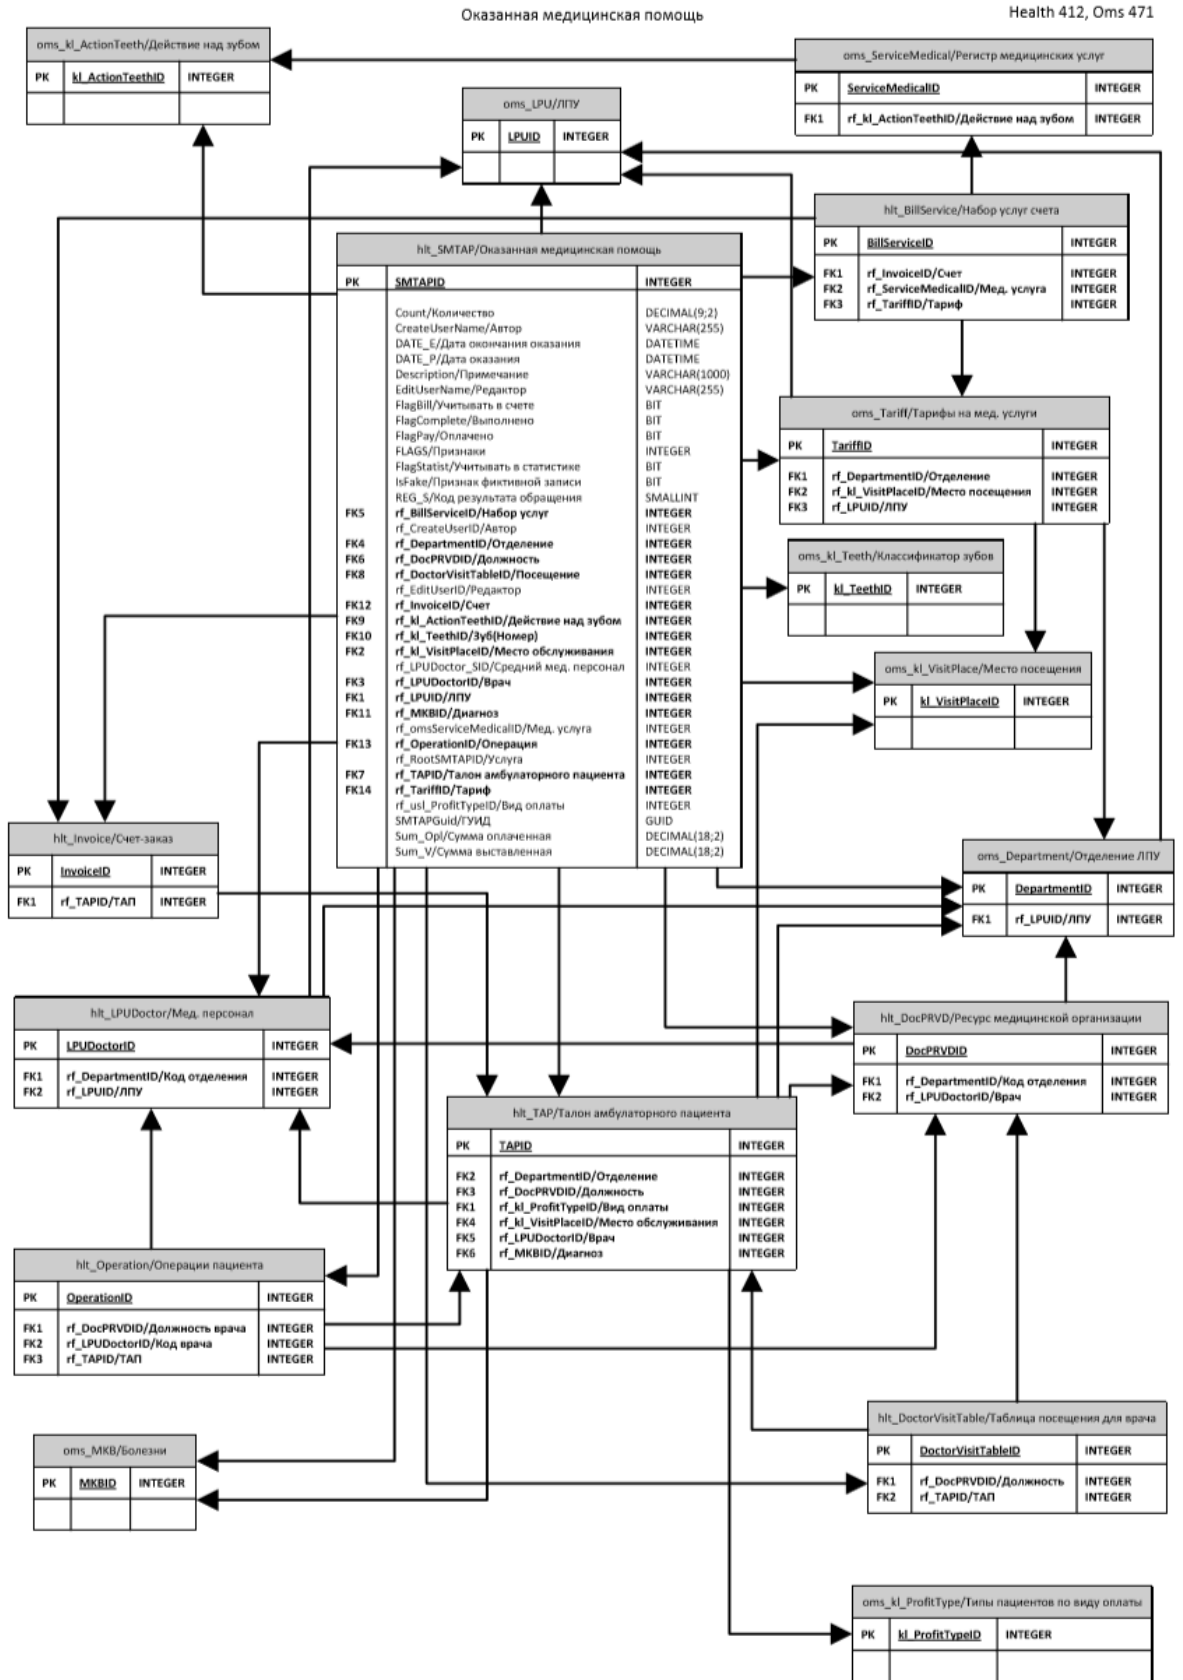 Оказанная медицинская помощь
Health 412, Oms 471
oms_kl_ActionTeeth/Действие над зубом
PK kl_ActionTeethID INTEGER
oms_ServiceMedical/Регистр медицинских услуг
PK ServiceMedicalID INTEGER
FK1 rf_kl_ActionTeethID/Действие над зубом INTEGER
oms_LPU/ЛПУ
PK LPUID INTEGER
hlt_BillService/Набор услуг счета
PK BillServiceID INTEGER
FK1 rf_InvoiceID/Счет INTEGER
FK2 rf_ServiceMedicalID/Мед. услуга INTEGER
FK3 rf_TariffID/Тариф INTEGER
hlt_SMTAP/Оказанная медицинская помощь
PK SMTAPID INTEGER
Count/Количество DECIMAL(9;2)
CreateUserName/Автор VARCHAR(255)
DATE_E/Дата окончания оказания DATETIME
DATE_P/Дата оказания DATETIME
Description/Примечание VARCHAR(1000)
EditUserName/Редактор VARCHAR(255)
FlagBill/Учитывать в счете BIT
FlagComplete/Выполнено BIT
FlagPay/Оплачено BIT
FLAGS/Признаки INTEGER
FlagStatist/Учитывать в статистике BIT
IsFake/Признак фиктивной записи BIT
REG_S/Код результата обращения SMALLINT
FK5 rf_BillServiceID/Набор услуг INTEGER
rf_CreateUserID/Автор INTEGER
FK4 rf_DepartmentID/Отделение INTEGER
FK6 rf_DocPRVDID/Должность INTEGER
FK8 rf_DoctorVisitTableID/Посещение INTEGER
rf_EditUserID/Редактор INTEGER
FK12 rf_InvoiceID/Счет INTEGER
FK9 rf_kl_ActionTeethID/Действие над зубом INTEGER
FK10 rf_kl_TeethID/Зуб(Номер) INTEGER
FK2 rf_kl_VisitPlaceID/Место обслуживания INTEGER
rf_LPUDoctor_SID/Средний мед. персонал INTEGER
FK3 rf_LPUDoctorID/Врач INTEGER
FK1 rf_LPUID/ЛПУ INTEGER
FK11 rf_MKBID/Диагноз INTEGER
rf_omsServiceMedicalID/Мед. услуга INTEGER
FK13 rf_OperationID/Операция INTEGER
rf_RootSMTAPID/Услуга INTEGER
FK7 rf_TAPID/Талон амбулаторного пациента INTEGER
FK14 rf_TariffID/Тариф INTEGER
rf_usl_ProfitTypeID/Вид оплаты INTEGER
SMTAPGuid/ГУИД GUID
Sum_Opl/Сумма оплаченная DECIMAL(18;2)
Sum_V/Сумма выставленная DECIMAL(18;2)
oms_Tariff/Тарифы на мед. услуги
PK TariffID INTEGER
FK1 rf_DepartmentID/Отделение INTEGER
FK2 rf_kl_VisitPlaceID/Место посещения INTEGER
FK3 rf_LPUID/ЛПУ INTEGER
oms_kl_Teeth/Классификатор зубов
PK kl_TeethID INTEGER
oms_kl_VisitPlace/Место посещения
PK kl_VisitPlaceID INTEGER
hlt_Invoice/Счет-заказ
PK InvoiceID INTEGER
FK1 rf_TAPID/ТАП INTEGER
oms_Department/Отделение ЛПУ
PK DepartmentID INTEGER
FK1 rf_LPUID/ЛПУ INTEGER
hlt_LPUDoctor/Мед. персонал
PK LPUDoctorID INTEGER
FK1 rf_DepartmentID/Код отделения INTEGER
FK2 rf_LPUID/ЛПУ INTEGER
hlt_DocPRVD/Ресурс медицинской организации
PK DocPRVDID INTEGER
FK1 rf_DepartmentID/Код отделения INTEGER
FK2 rf_LPUDoctorID/Врач INTEGER
hlt_TAP/Талон амбулаторного пациента
PK TAPID INTEGER
FK2 rf_DepartmentID/Отделение INTEGER
FK3 rf_DocPRVDID/Должность INTEGER
FK1 rf_kl_ProfitTypeID/Вид оплаты INTEGER
FK4 rf_kl_VisitPlaceID/Место обслуживания INTEGER
FK5 rf_LPUDoctorID/Врач INTEGER
FK6 rf_MKBID/Диагноз INTEGER
hlt_Operation/Операции пациента
PK OperationID INTEGER
FK1 rf_DocPRVDID/Должность врача INTEGER
FK2 rf_LPUDoctorID/Код врача INTEGER
FK3 rf_TAPID/ТАП INTEGER
hlt_DoctorVisitTable/Таблица посещения для врача
PK DoctorVisitTableID INTEGER
FK1 rf_DocPRVDID/Должность INTEGER
FK2 rf_TAPID/ТАП INTEGER
oms_MKB/Болезни
PK MKBID INTEGER
oms_kl_ProfitType/Типы пациентов по виду оплаты
PK kl_ProfitTypeID INTEGER